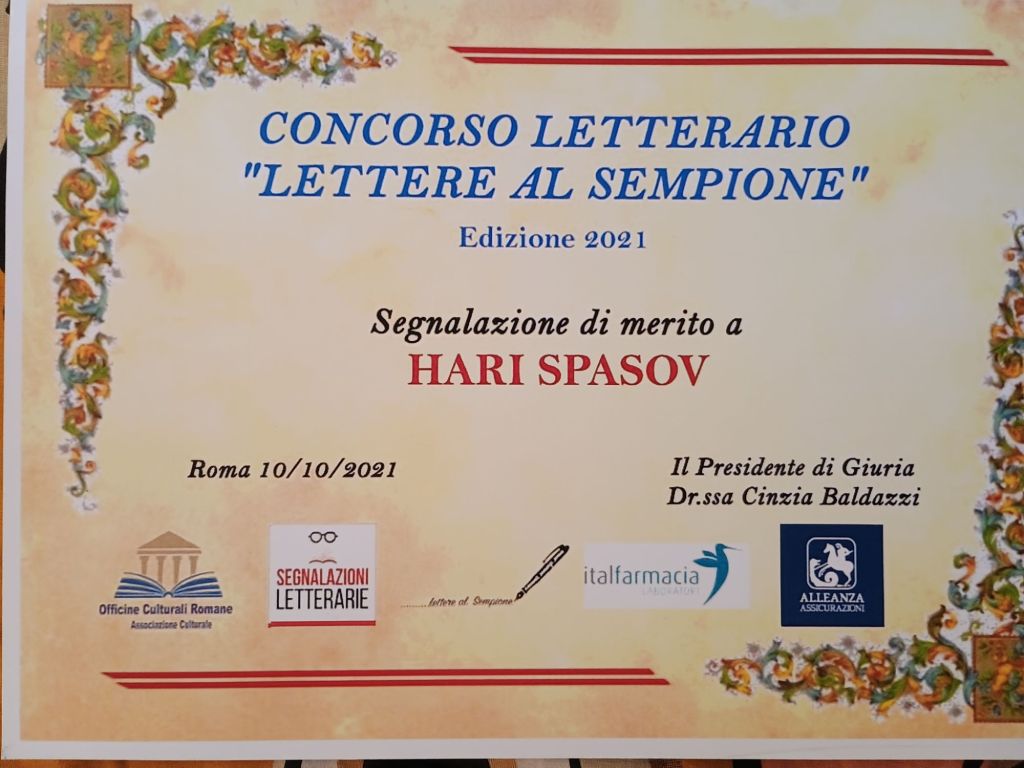 CONCORSO LETTERARIO
"LETTERE AL SEMPIONE"
Edizione 2021
Segnalazione di merito a
HARI SPASOV
Roma 10/10/2021
Il Presidente di Giuria
Dr.ssa Cinzia Baldazzi
Officine Culturali Romane
Associazione Culturale
SEGNALAZIONI
LETTERARIE
.........lettere al Sempione
italfarmacia
LABORATORI
ALLEANZA
ASSICURAZIONI